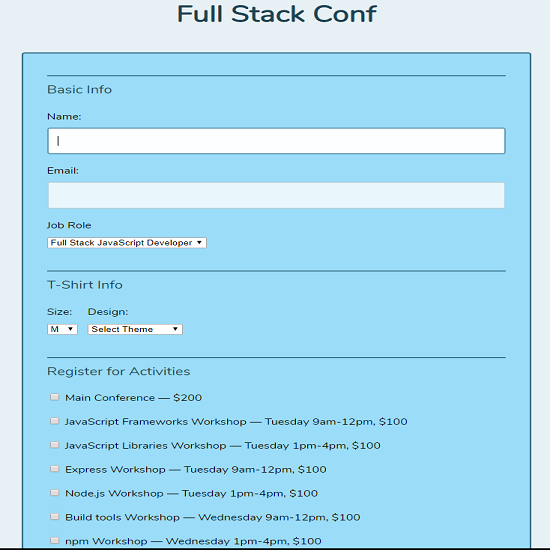 Full Stack Conf
Basic Info
Name:
Email:
Job Role
Full Stack JavaScript Developer
T-Shirt Info
Size: Design:
M Select Theme
Register for Activities
Main Conference — $200
JavaScript Frameworks Workshop — Tuesday 9am-12pm, $100
JavaScript Libraries Workshop — Tuesday 1pm-4pm, $100
Express Workshop — Tuesday 9am-12pm, $100
Node.js Workshop — Tuesday 1pm-4pm, $100
Build tools Workshop — Wednesday 9am-12pm, $100
npm Workshop — Wednesday 1pm-4pm, $100